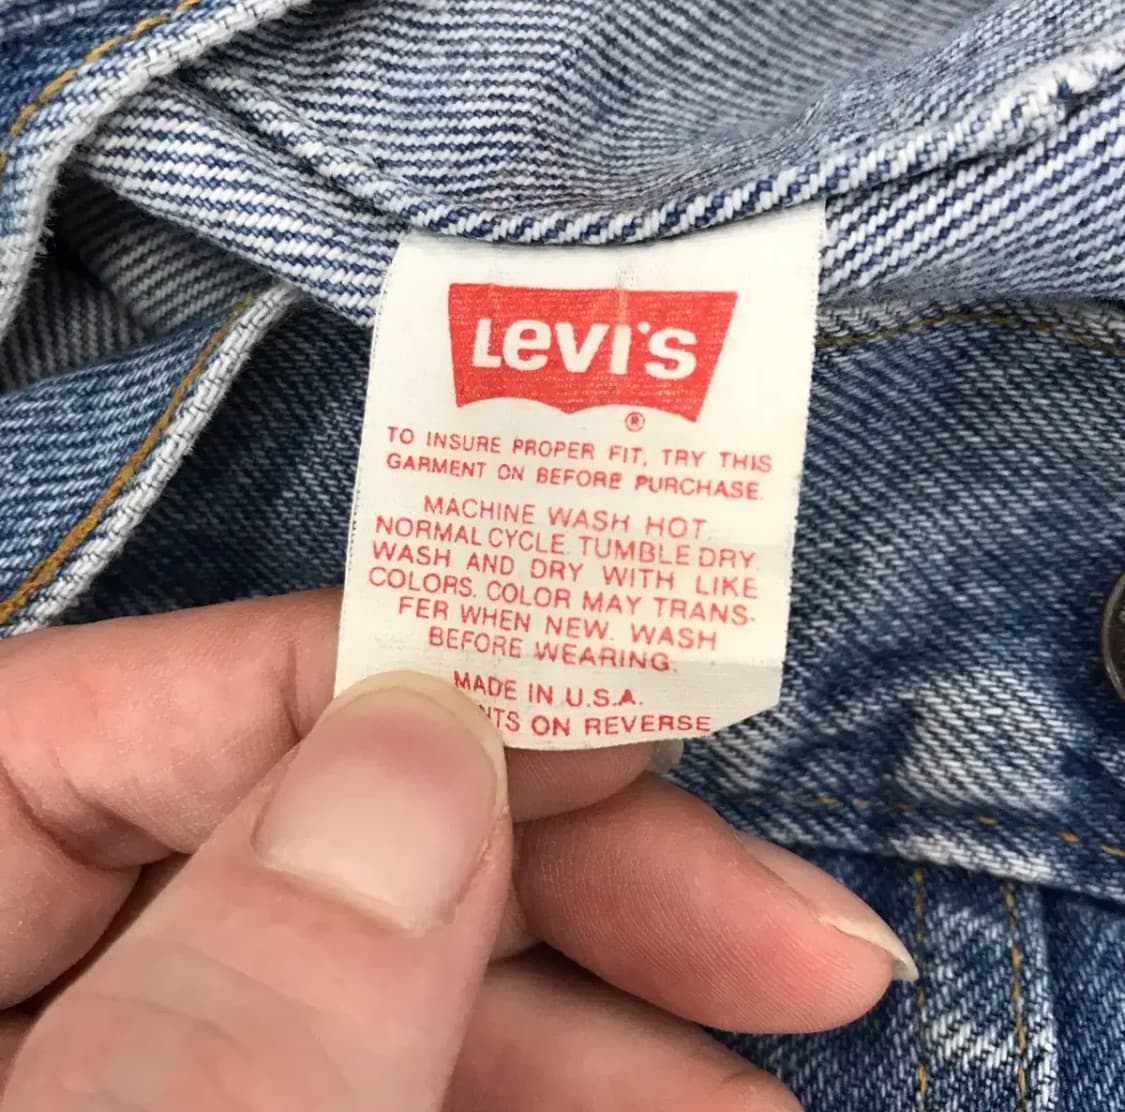 Levi's
®
TO INSURE PROPER FIT, TRY THIS
GARMENT ON BEFORE PURCHASE.
MACHINE WASH HOT.
NORMAL CYCLE. TUMBLE DRY.
WASH AND DRY WITH LIKE
COLORS. COLOR MAY TRANS-
FER WHEN NEW. WASH
BEFORE WEARING.
MADE IN U.S.A.
ON REVERSE